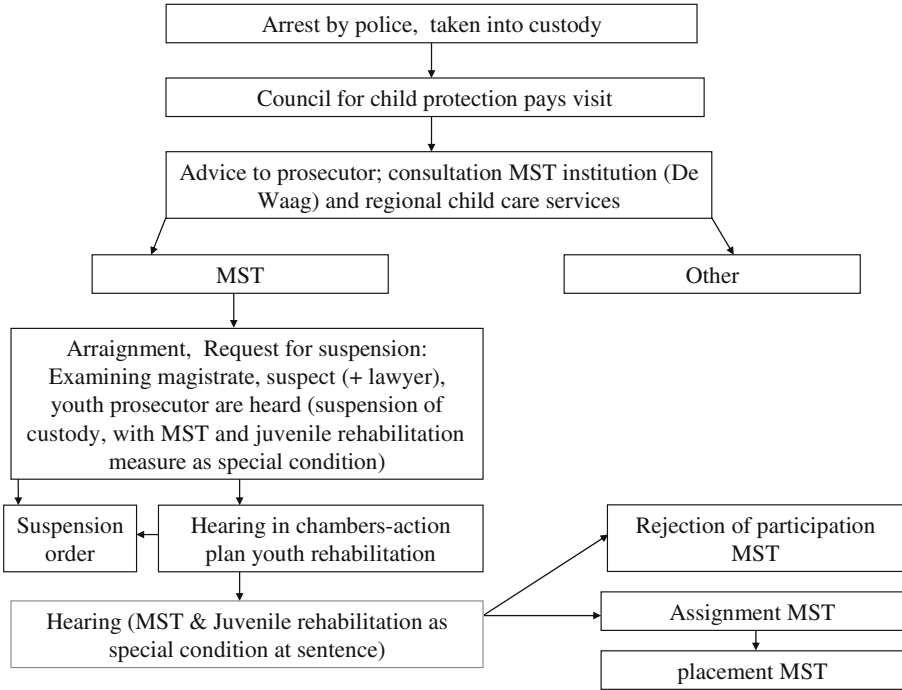 Arrest by police, taken into custody
Council for child protection pays visit
Advice to prosecutor; consultation MST institution (De
Waag) and regional child care services
MST
Other
Arraignment, Request for suspension:
Examining magistrate, suspect (+ lawyer),
youth prosecutor are heard (suspension of
custody, with MST and juvenile rehabilitation
measure as special condition)
Suspension
order
Hearing in chambers-action
plan youth rehabilitation
Rejection of participation
MST
Hearing (MST & Juvenile rehabilitation as
special condition at sentence)
Assignment MST
placement MST